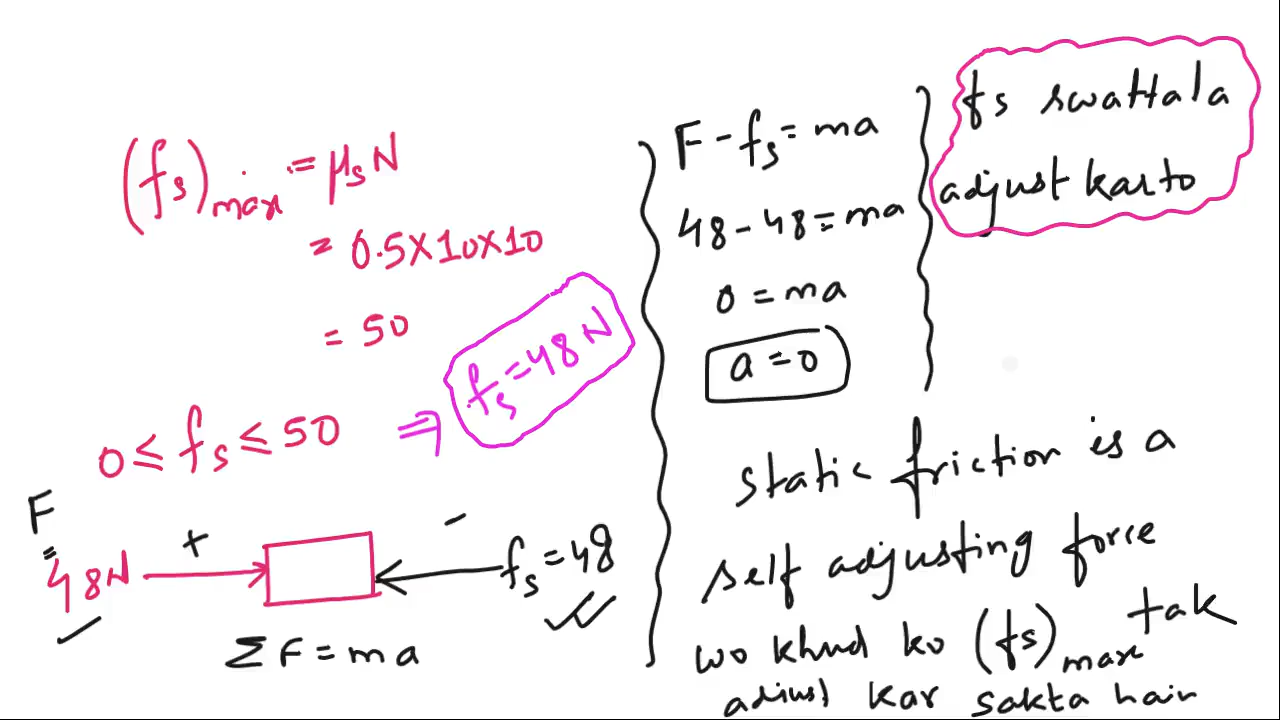 (fs)max = μsN
= 0.5×10×10
= 50
0 ≤ fs ≤ 50 ⇒ fs = 48 N
F
=
48N + - fs = 48
ΣF = ma
F - fs = ma
48 - 48 = ma
0 = ma
a = 0
fs swattala
adjust karto
static friction is a
self adjusting force
wo khud ko (fs)max tak
adjust kar sakta hain